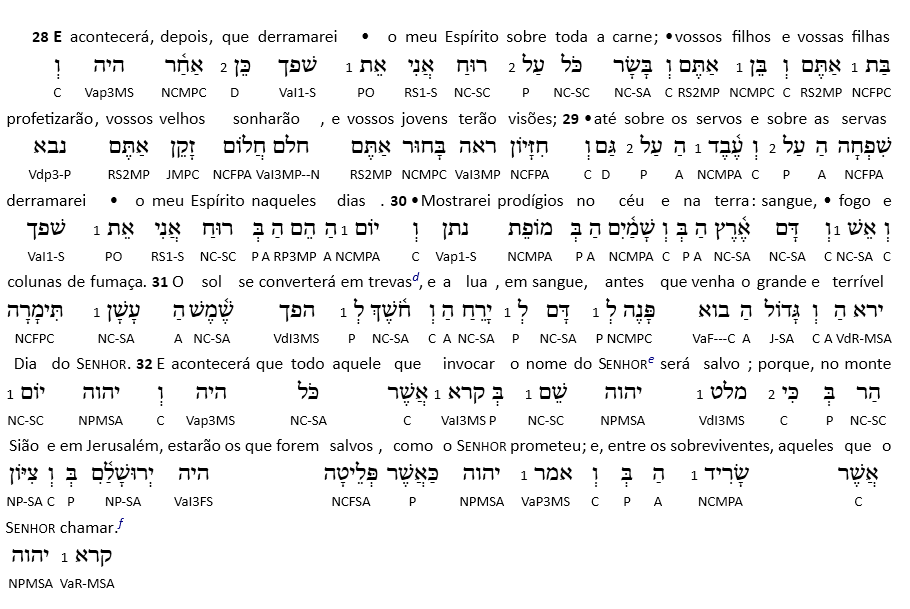 28 E acontecerá, depois, que derramarei • o meu Espírito sobre toda a carne; • vossos filhos e vossas filhas
וְ היה אַחַ֫ר כֵּן 2 שׁפך 1 אֵת אֲנִי רוּחַ עַל 2 כֹּל בָּשָׂר וְ אַתֶּם בֵּן 1 וְ אַתֶּם בַּת 1
C Vap3MS NCMPC D VaI1-S PO RS1-S NC-SC P NC-SC NC-SA C RS2MP NCMPC C RS2MP NCFPC
profetizarão, vossos velhos sonharão , e vossos jovens terão visões; 29 • até sobre os servos e sobre as servas
נבא אַתֶּם זָקֵן חֲלוֹם חלם אַתֶּם בָּחוּר ראה חִזָּיוֹן וְ גַּם עַל 2 הַ עֶ֫בֶד 1 וְ עַל 2 הַ שִׁפְחָה
Vdp3-P RS2MP JMPC NCFPA VaI3MP--N RS2MP NCMPC VaI3MP NCFPA C D P A NCMPA C P A NCFPA
derramarei • o meu Espírito naqueles dias . 30 • Mostrarei prodígios no céu e na terra: sangue, • fogo e
שׁפך 1 אֵת אֲנִי רוּחַ בְּ הַ הֵם הַ 1 יוֹם וְ נתן מוֹפֵת בְּ הַ שָׁמַ֫יִם וְ בְּ הַ אֶ֫רֶץ דָּם וְ 1 אֵשׁ וְ
VaI1-S PO RS1-S NC-SC P A RP3MP A NCMPA C Vap1-S NCMPA P A NCMPA C P A NC-SA NC-SA C NC-SA C
colunas de fumaça. 31 O sol se converterá em trevas d, e a lua , em sangue, antes que venha o grande e terrível
תִּימָרָה עָשָׁן 1 הַ שֶׁ֫מֶשׁ הפך לְ 1 חֹ֫שֶׁךְ וְ הַ יָרֵחַ לְ 1 דָּם לְ 1 פָּנֶה בוא הַ גָּדוֹל וְ הַ ירא
NCFPC NC-SA A NC-SA VdI3MS P NC-SA C A NC-SA P NC-SA P NCMPC VaF---C A J-SA C A VdR-MSA
Dia do SENHOR. 32 E acontecerá que todo aquele que invocar o nome do SENHOR e será salvo ; porque, no monte
יוֹם 1 יהוה וְ היה כֹּל אֲשֶׁר קרא 1 בְּ שֵׁם 1 יהוה מלט 1 כִּי 2 בְּ הַר
NC-SC NPMSA C Vap3MS NC-SA C VaI3MS P NC-SC NPMSA VdI3MS C P NC-SC
Sião e em Jerusalém, estarão os que forem salvos , como o SENHOR prometeu; e, entre os sobreviventes, aqueles que o
צִיּוֹן וְ בְּ יְרוּשָׁלַ֫םִ היה פְּלֵיטָה כַּאֲשֶׁר יהוה אמר 1 וְ בְּ הַ שָׂרִיד 1 אֲשֶׁר
NP-SA C P NP-SA VaI3FS NCFSA P NPMSA VaP3MS C P A NCMPA C
SENHOR chamar. f
יהוה קרא 1
NPMSA VaR-MSA